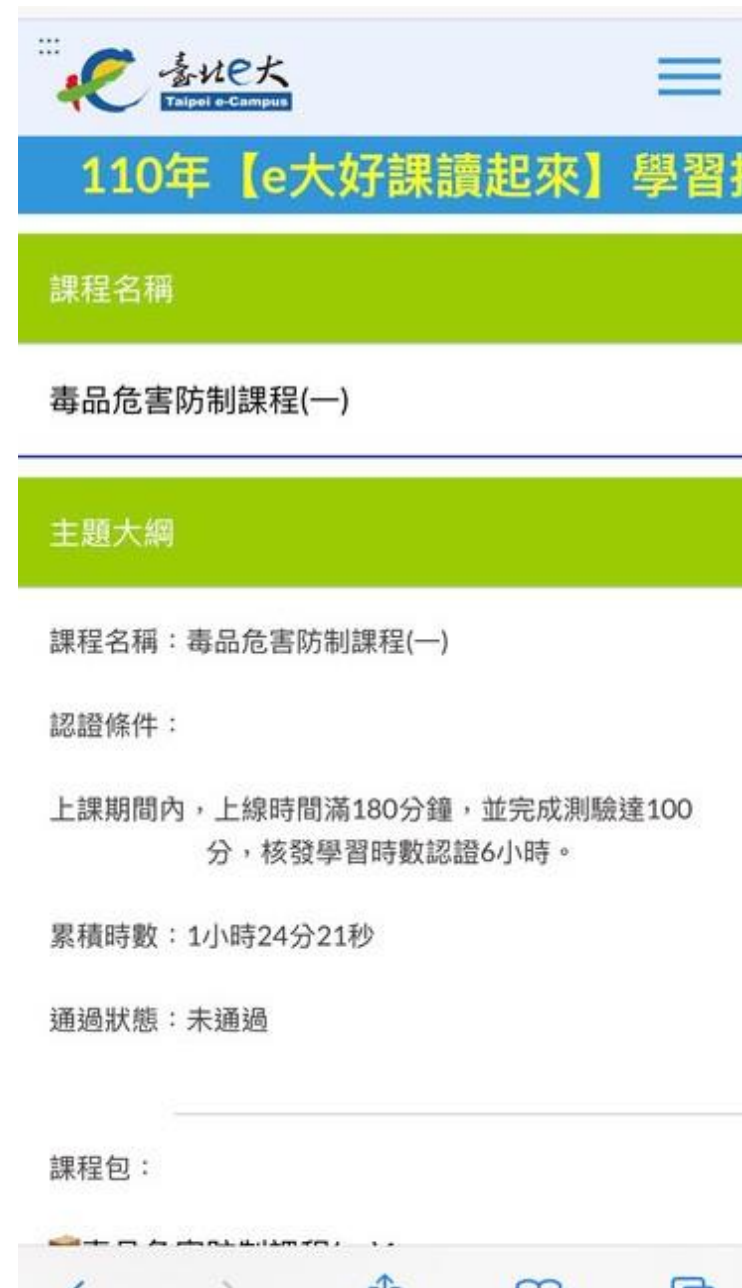 臺北e大
Taipei e-Campus
110年【e大好課讀起來】學習
課程名稱
毒品危害防制課程(一)
主題大綱
課程名稱：毒品危害防制課程(一)
認證條件：
上課期間內，上線時間滿180分鐘，並完成測驗達100
分，核發學習時數認證6小時。
累積時數：1小時24分21秒
通過狀態：未通過
課程包：